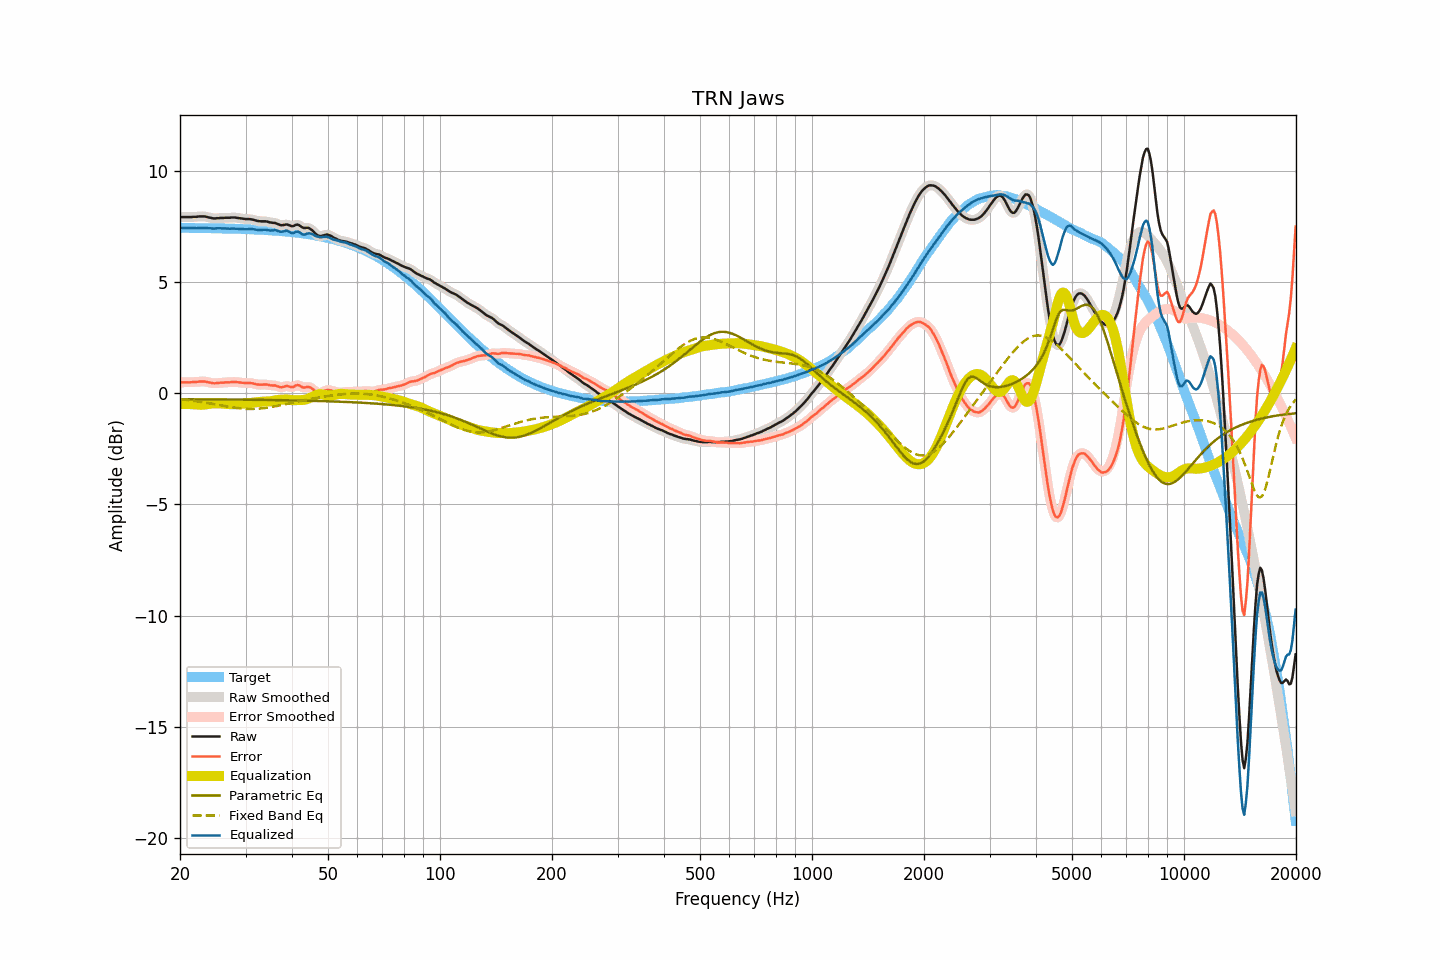 TRN Jaws
10
5
0
−5
−10
−15
−20
Amplitude (dBr)
Target
Raw Smoothed
Error Smoothed
Raw
Error
Equalization
Parametric Eq
Fixed Band Eq
Equalized
20 50 100 200 500 1000 2000 5000 10000 20000
Frequency (Hz)